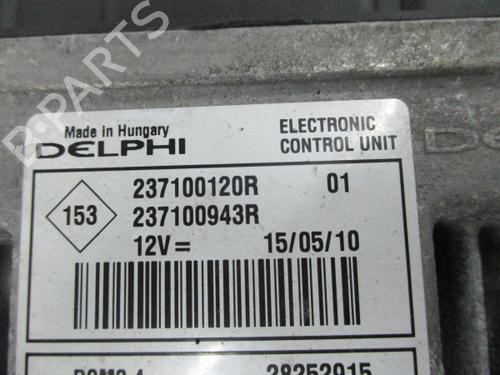 B-PARTS
Made in Hungary
DELPHI
ELECTRONIC
CONTROL UNIT
153
237100120R 01
237100943R
12V= 15/05/10
28252915